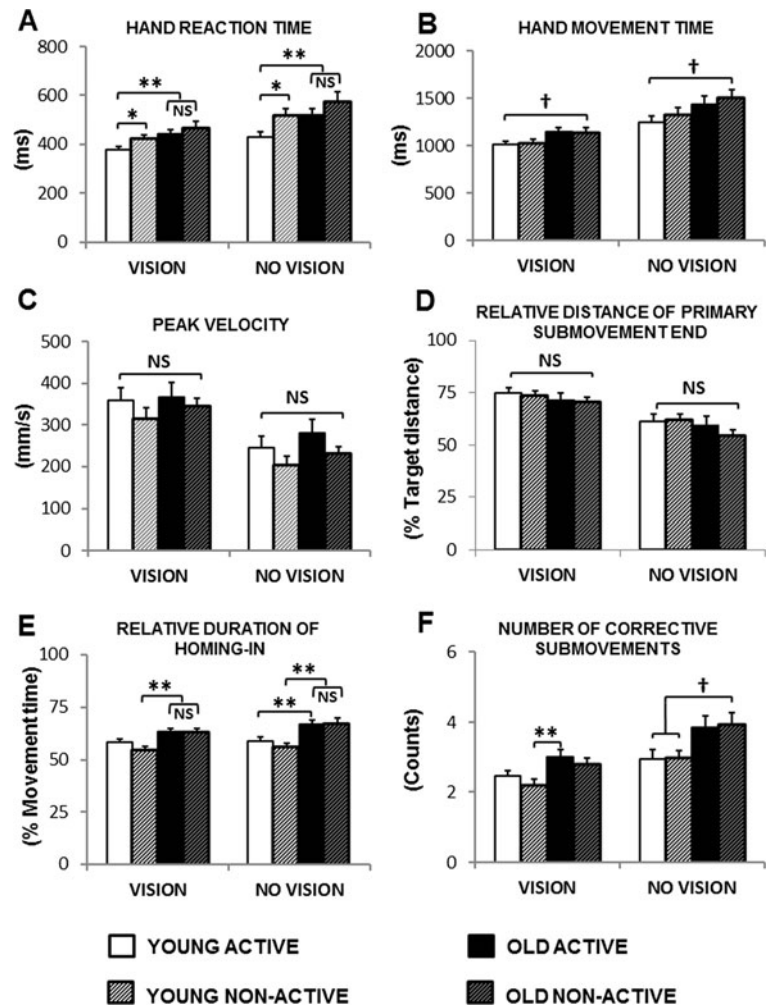 A
HAND REACTION TIME
(ms)
800
600
400
200
0
**
*
NS
**
*
NS
VISION
NO VISION
B
HAND MOVEMENT TIME
(ms)
2000
1500
1000
500
0
†
†
VISION
NO VISION
C
PEAK VELOCITY
(mm/s)
500
400
300
200
100
0
NS
NS
VISION
NO VISION
D
RELATIVE DISTANCE OF PRIMARY
SUBMOVEMENT END
(% Target distance)
100
75
50
25
0
NS
NS
VISION
NO VISION
E
RELATIVE DURATION OF
HOMING-IN
(% Movement time)
100
75
50
25
0
**
NS
**
**
NS
VISION
NO VISION
F
NUMBER OF CORRECTIVE
SUBMOVEMENTS
(Counts)
6
4
2
0
**
†
VISION
NO VISION
YOUNG ACTIVE
OLD ACTIVE
YOUNG NON-ACTIVE
OLD NON-ACTIVE